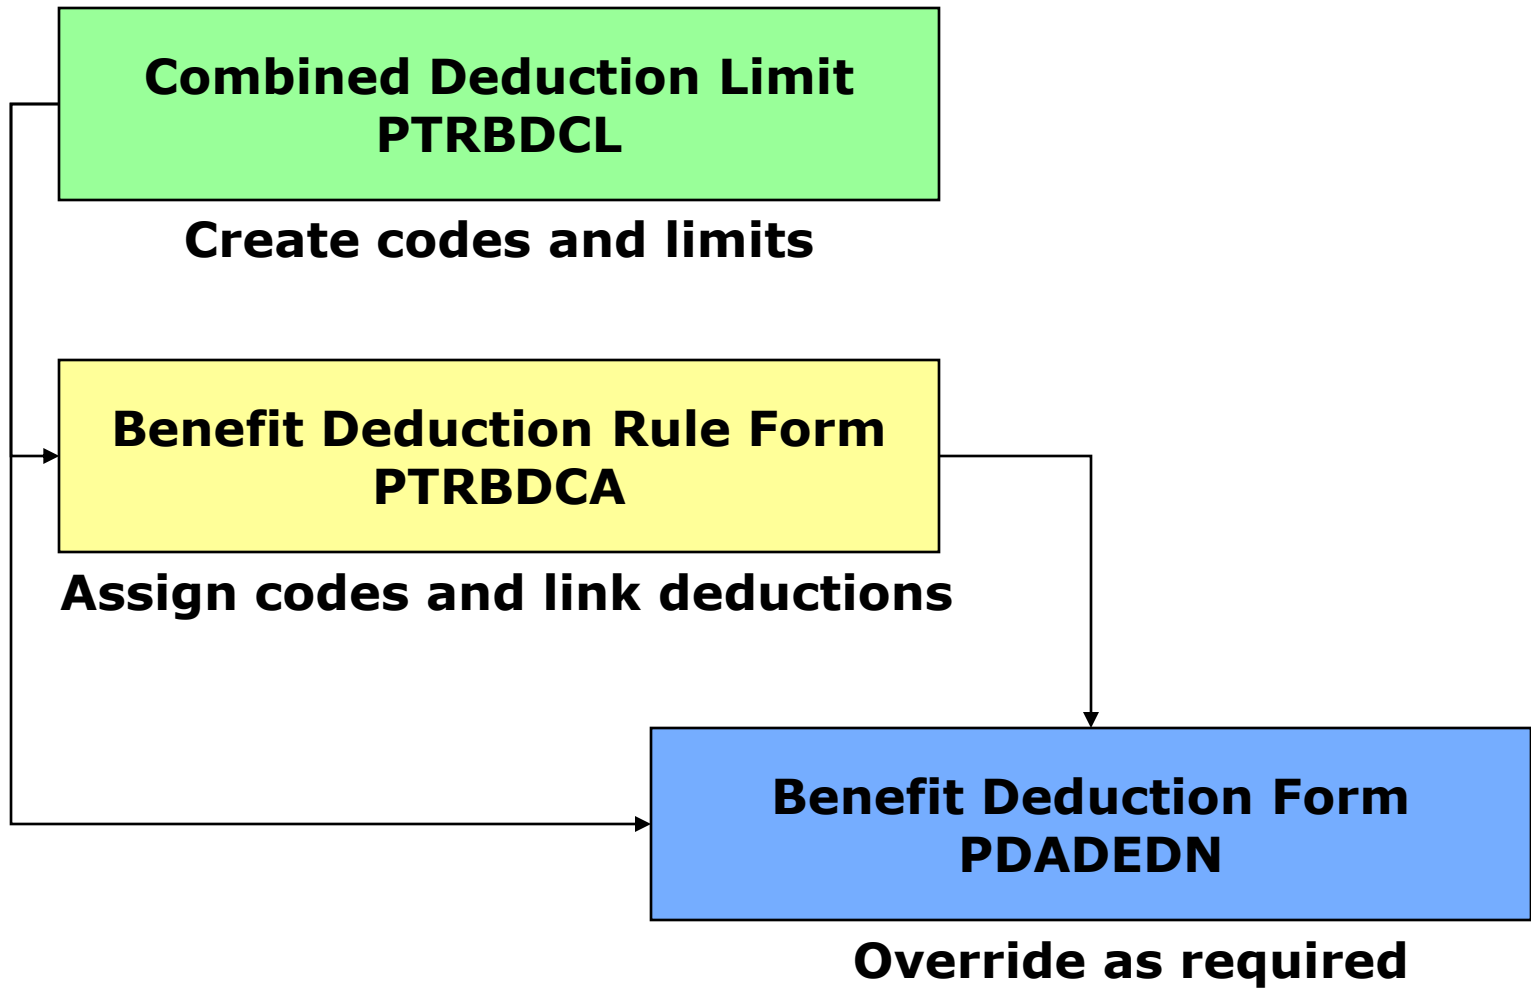 Combined Deduction Limit
PTRBDCL
Create codes and limits
Benefit Deduction Rule Form
PTRBDCA
Assign codes and link deductions
Benefit Deduction Form
PDADEDN
Override as required